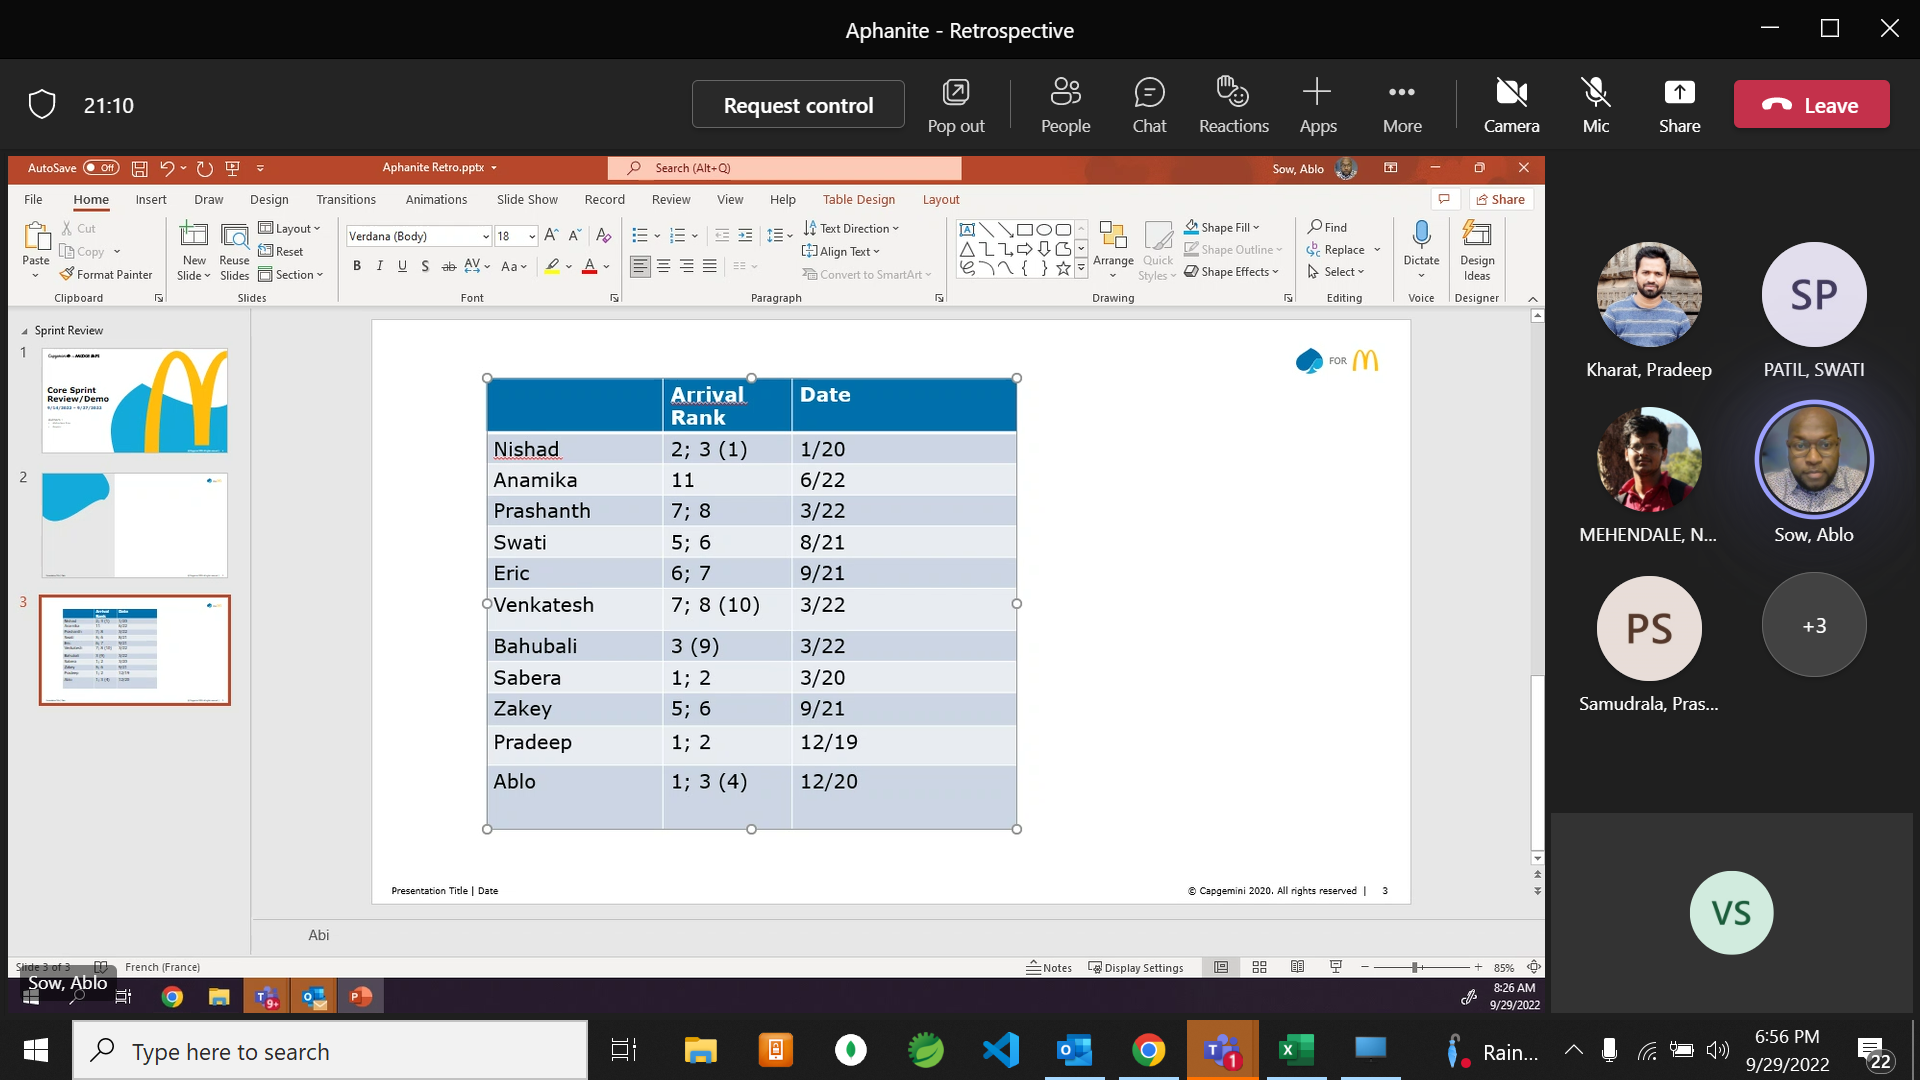 Aphanite - Retrospective
21:10
Request control
Pop out
People
Chat
Reactions
Apps
More
Camera
Mic
Share
Leave
AutoSave Off
Aphanite Retro.pptx
Search (Alt+Q)
Sow, Ablo
File Home Insert Draw Design Transitions Animations Slide Show Record Review View Help Table Design Layout
Share
Paste
Cut
Copy
Format Painter
Clipboard
New Slide
Reuse Slides
Layout
Reset
Section
Slides
Verdana (Body) 18
Font
Text Direction
Align Text
Convert to SmartArt
Paragraph
Arrange
Quick Styles
Shape Fill
Shape Outline
Shape Effects
Drawing
Find
Replace
Select
Editing
Dictate
Voice
Design Ideas
Designer
Sprint Review
1
Core Sprint
Review/Demo
9/14/2022 - 9/27/2022
2
3
FOR
Arrival Rank Date
Nishad 2; 3 (1) 1/20
Anamika 11 6/22
Prashanth 7; 8 3/22
Swati 5; 6 8/21
Eric 6; 7 9/21
Venkatesh 7; 8 (10) 3/22
Bahubali 3 (9) 3/22
Sabera 1; 2 3/20
Zakey 5; 6 9/21
Pradeep 1; 2 12/19
Ablo 1; 3 (4) 12/20
Presentation Title | Date
© Capgemini 2020. All rights reserved | 3
Abi
Slide 3 of 3
French (France)
Notes
Display Settings
85%
Sow, Ablo
8:26 AM
9/29/2022
Kharat, Pradeep
SP
PATIL, SWATI
MEHENDALE, N...
Sow, Ablo
PS
Samudrala, Pras...
+3
VS
Type here to search
Rain...
6:56 PM
9/29/2022
22